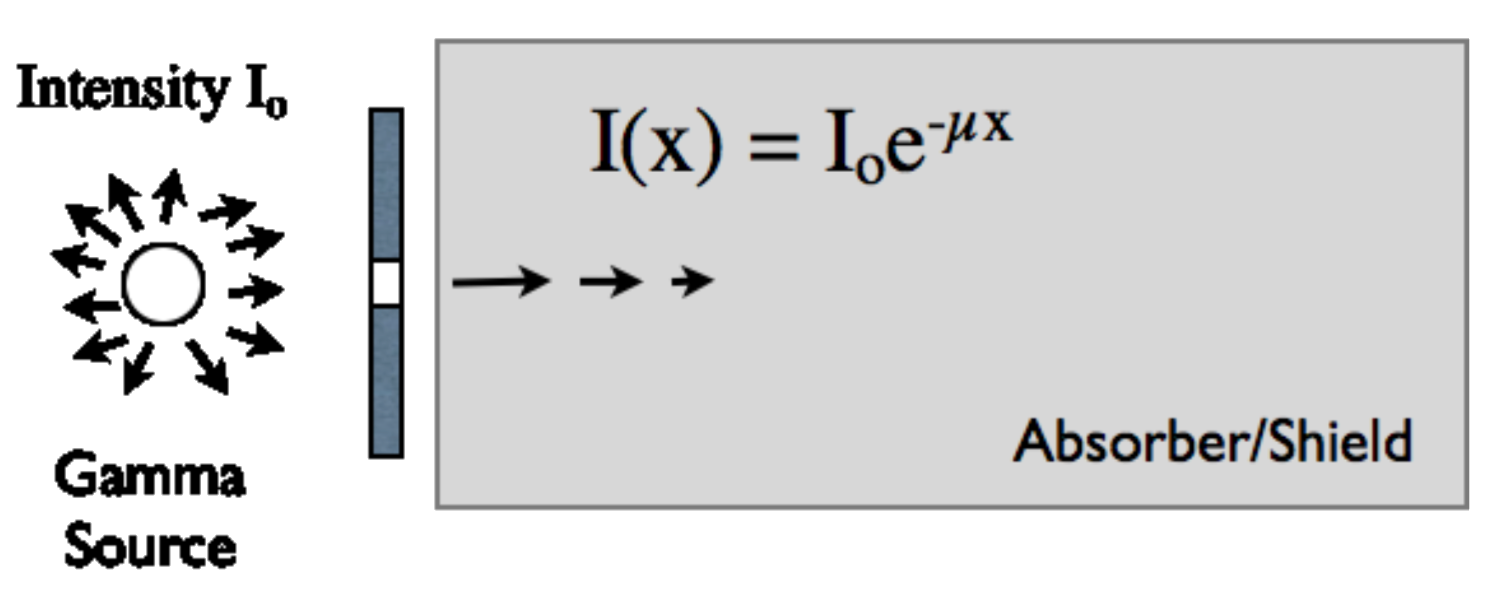 Intensity I₀
I(x) = I₀e^{-μx}
Absorber/Shield
Gamma
Source